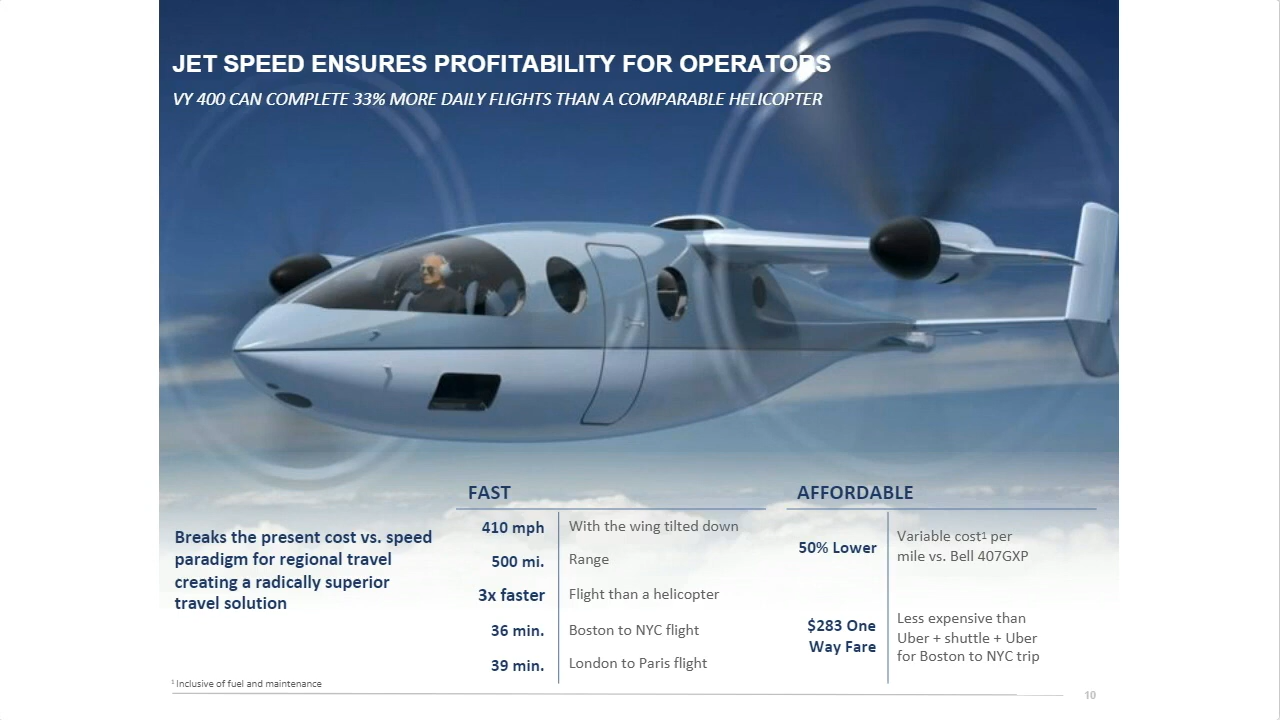 JET SPEED ENSURES PROFITABILITY FOR OPERATORS
VY 400 CAN COMPLETE 33% MORE DAILY FLIGHTS THAN A COMPARABLE HELICOPTER
Breaks the present cost vs. speed
paradigm for regional travel
creating a radically superior
travel solution
FAST
410 mph With the wing tilted down
500 mi. Range
3x faster Flight than a helicopter
36 min. Boston to NYC flight
39 min. London to Paris flight
AFFORDABLE
50% Lower
Variable cost¹ per
mile vs. Bell 407GXP
$283 One
Way Fare
Less expensive than
Uber + shuttle + Uber
for Boston to NYC trip
¹ Inclusive of fuel and maintenance
10